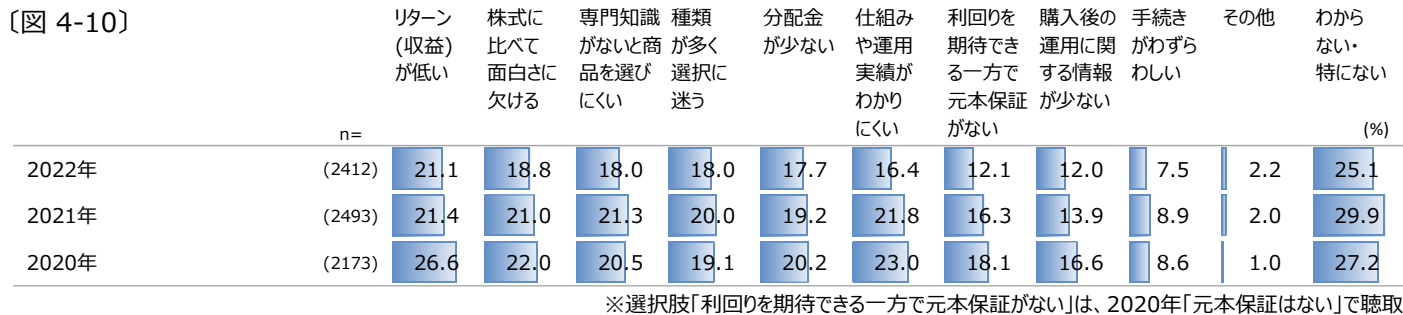 〔図 4-10〕
リターン
(収益)
が低い
株式に
比べて
面白さに
欠ける
専門知識
がないと商
品を選び
にくい
種類
が多く
選択に
迷う
分配金
が少ない
仕組み
や運用
実績が
わかり
にくい
利回りを
期待でき
る一方で
元本保証
がない
購入後の
運用に関
する情報
が少ない
手続き
がわずら
わしい
その他
わから
ない・
特にない
n=
(%)
2022年 (2412) 21.1 18.8 18.0 18.0 17.7 16.4 12.1 12.0 7.5 2.2 25.1
2021年 (2493) 21.4 21.0 21.3 20.0 19.2 21.8 16.3 13.9 8.9 2.0 29.9
2020年 (2173) 26.6 22.0 20.5 19.1 20.2 23.0 18.1 16.6 8.6 1.0 27.2
※選択肢「利回りを期待できる一方で元本保証がない」は、2020年「元本保証はない」で聴取